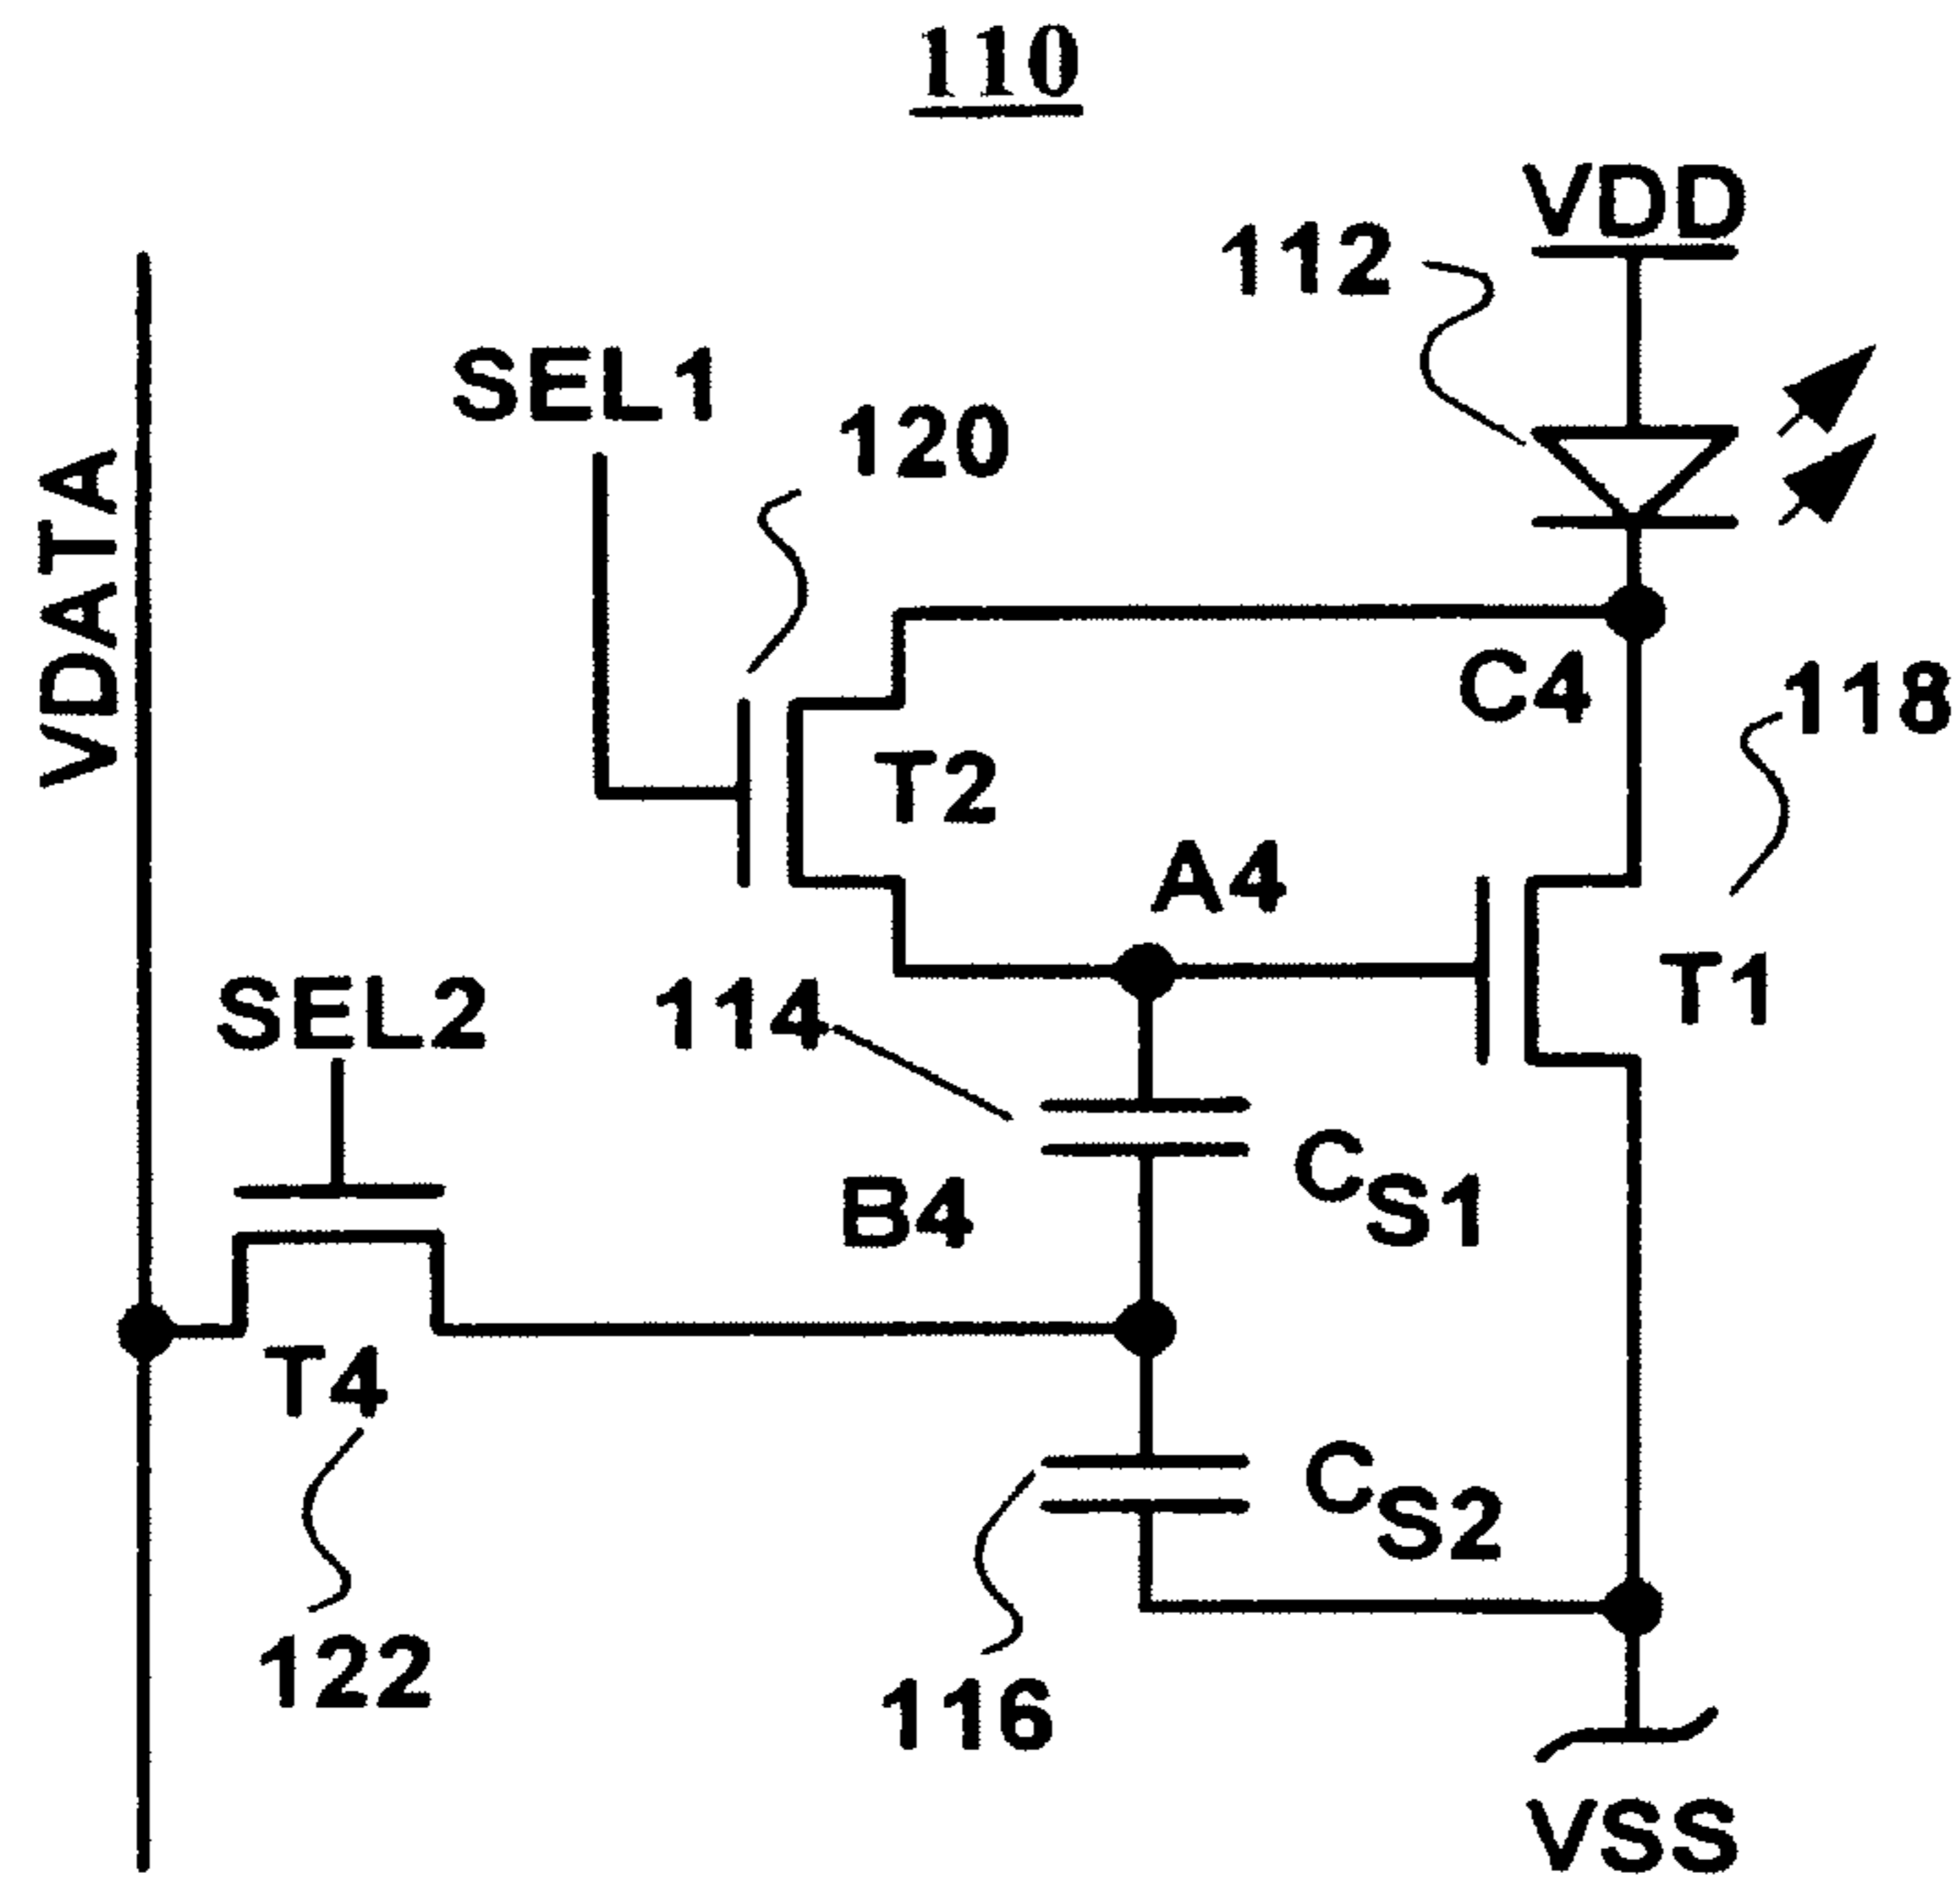 110
VDD
112
SEL1
120
VDATA
C4
118
T2
A4
T1
SEL2
114
CS1
B4
T4
CS2
122
116
VSS